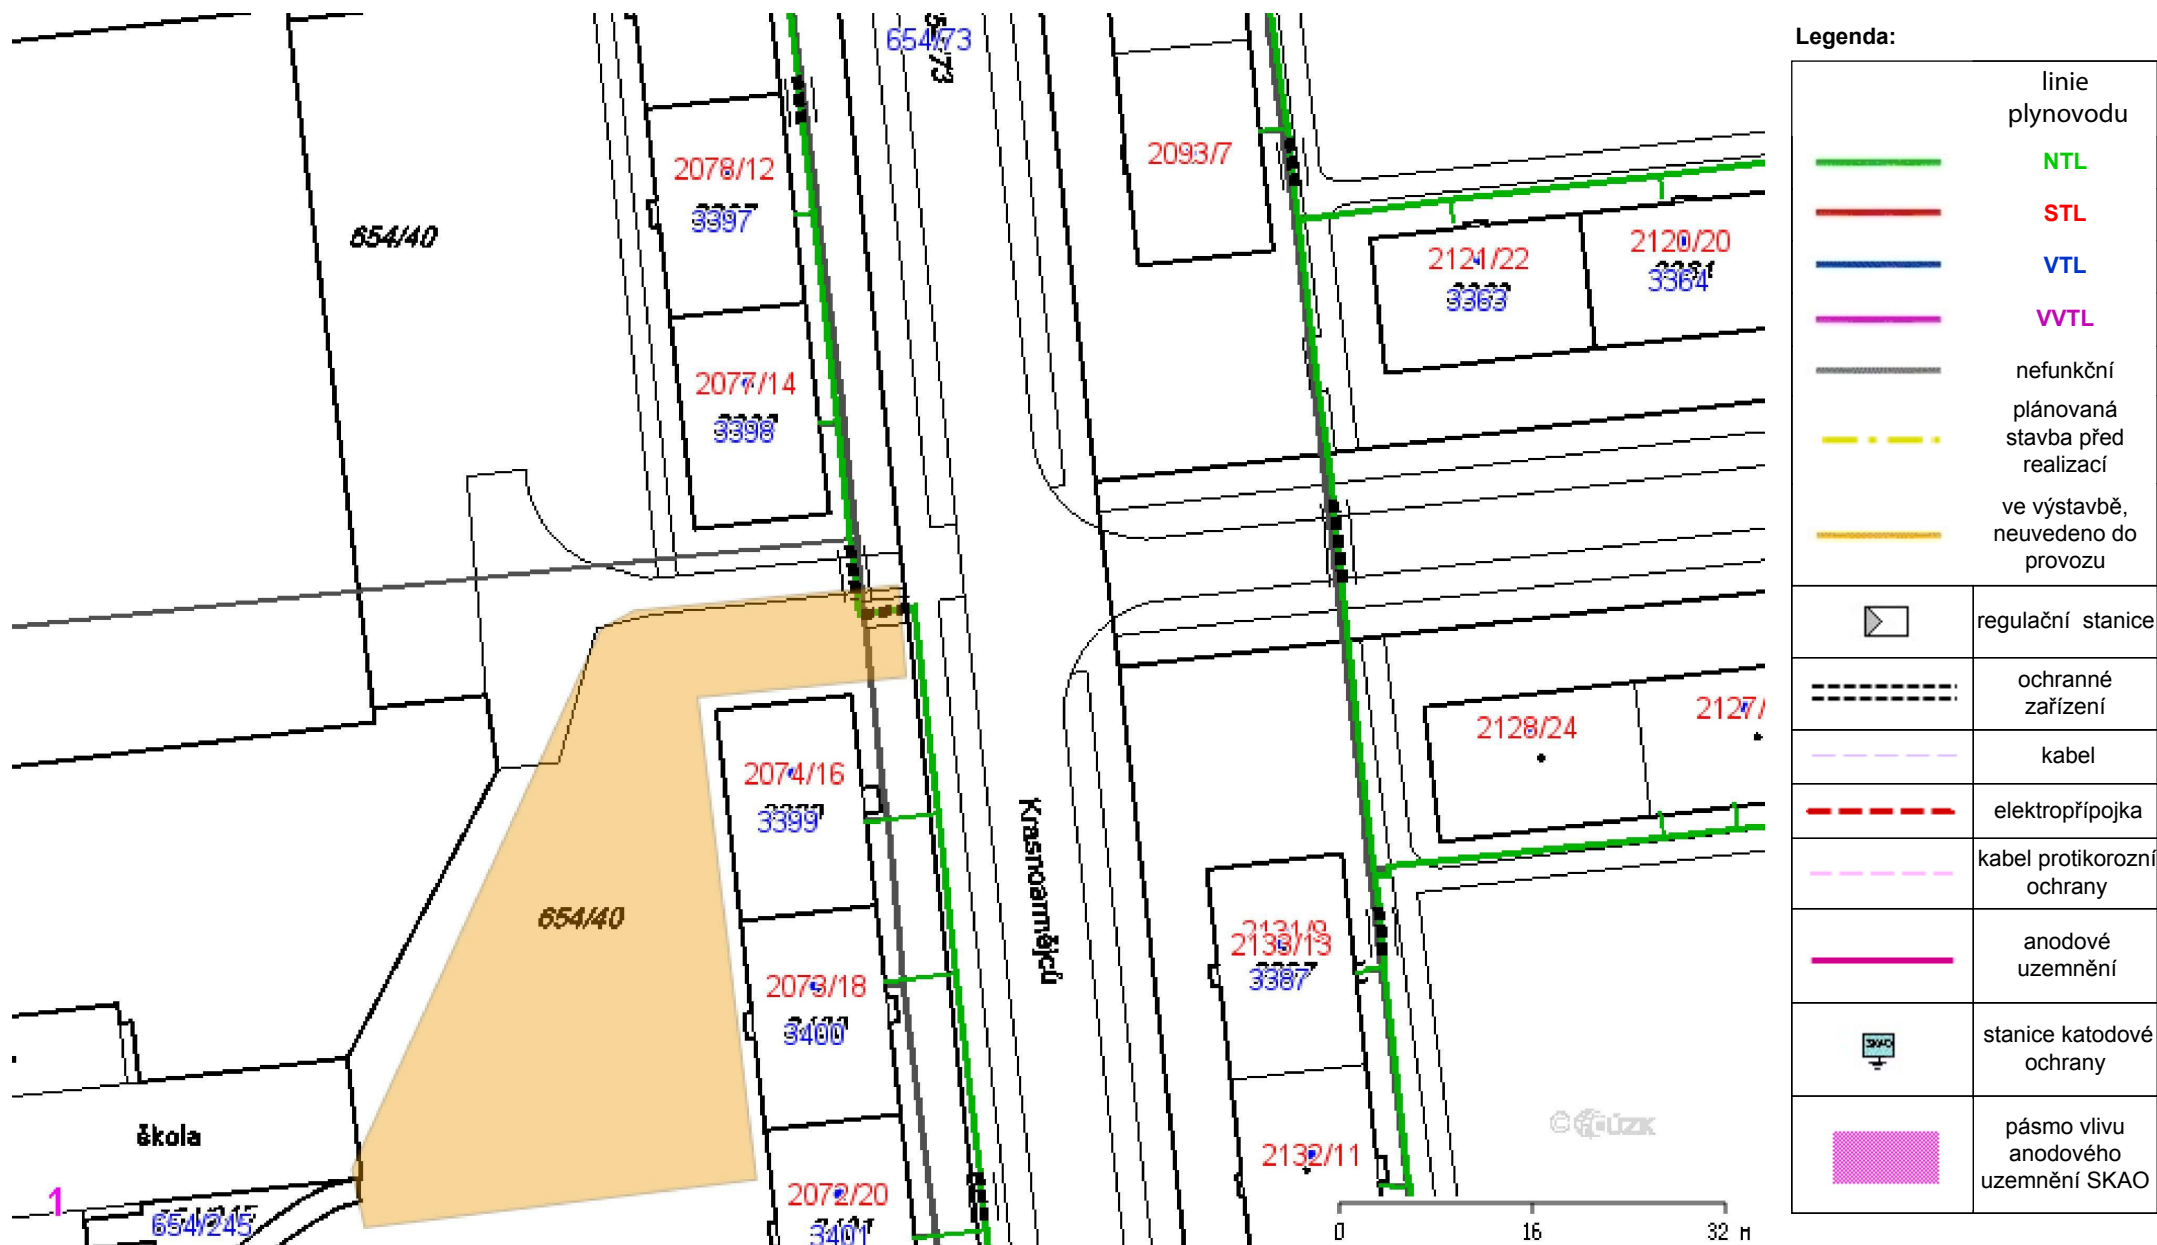 654/73
2078/12
3397
654/40
2093/7
2121/22
3363
2120/20
3364
2077/14
3398
2074/16
3399
2128/24
2127/
654/40
Krasnoarmějců
2073/18
3400
2131/9
2133/13
3387
škola
1
654/245
2072/20
3401
2132/11
0 16 32 M
Legenda:
linie
plynovodu
NTL
STL
VTL
VVTL
nefunkční
plánovaná
stavba před
realizací
ve výstavbě,
neuvedeno do
provozu
regulační stanice
ochranné
zařízení
kabel
elektropřípojka
kabel protikorozní
ochrany
anodové
uzemnění
SKAO
stanice katodové
ochrany
pásmo vlivu
anodového
uzemnění SKAO